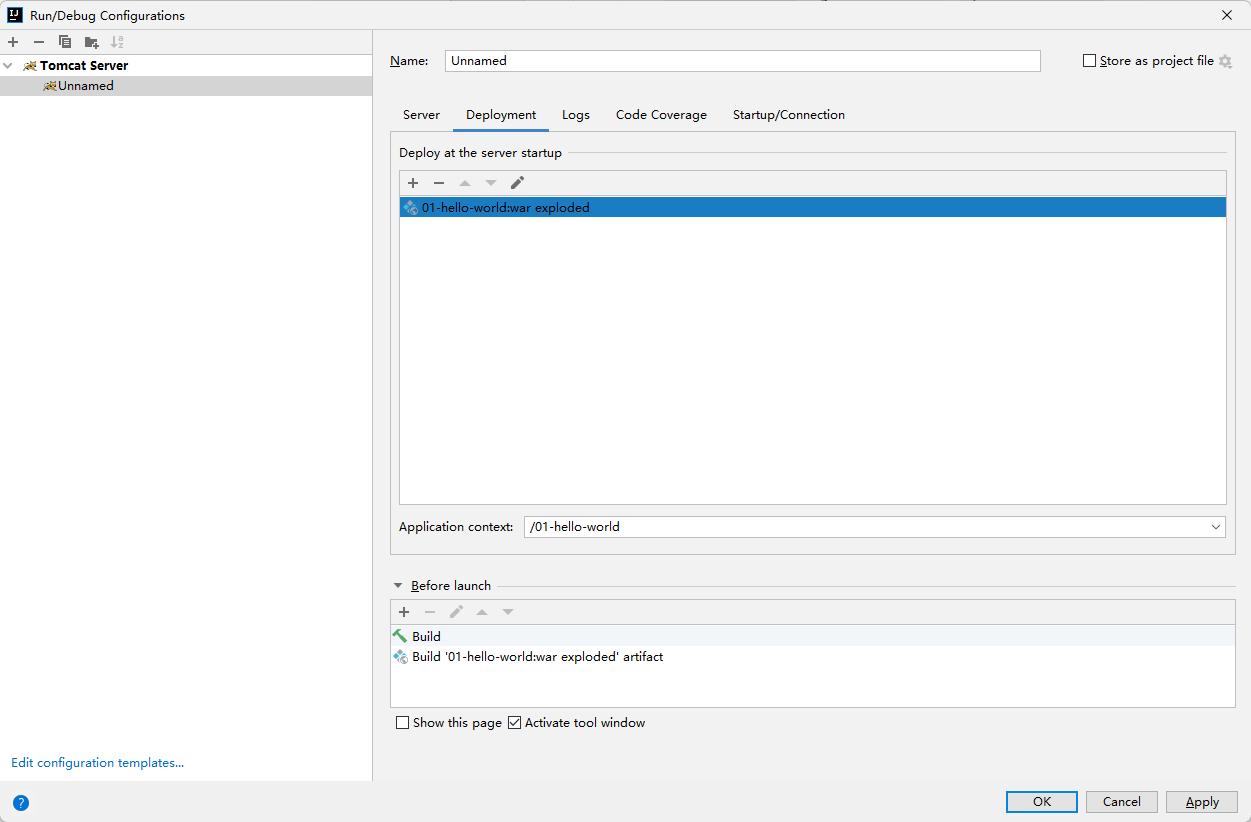 Run/Debug Configurations
Tomcat Server
Unnamed
Name: Unnamed
Store as project file
Server Deployment Logs Code Coverage Startup/Connection
Deploy at the server startup
01-hello-world:war exploded
Application context: /01-hello-world
Before launch
Build
Build '01-hello-world:war exploded' artifact
Show this page Activate tool window
Edit configuration templates...
? OK Cancel Apply